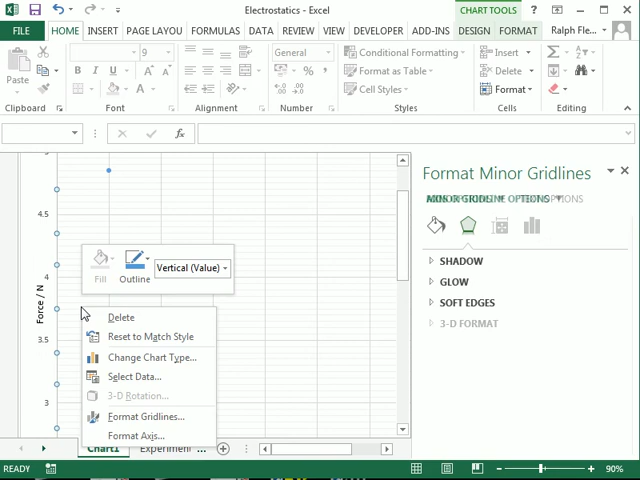 Electrostatics - Excel
CHART TOOLS
FILE HOME INSERT PAGE LAYOUT FORMULAS DATA REVIEW VIEW DEVELOPER ADD-INS DESIGN FORMAT Ralph Fle...
Paste
B I U A A
9
General
$ % ,
Conditional Formatting
Format as Table
Cell Styles
Insert
Delete
Format
Clipboard Font Alignment Number Styles Cells Editing
fx
Format Minor Gridlines
SHADOW
GLOW
SOFT EDGES
3-D FORMAT
4.5
4
3.5
3
Force / N
Fill
Outline
Vertical (Value)
Delete
Reset to Match Style
Change Chart Type...
Select Data...
3-D Rotation...
Format Gridlines...
Format Axis...
Chart1 Experiment ...
READY 90%